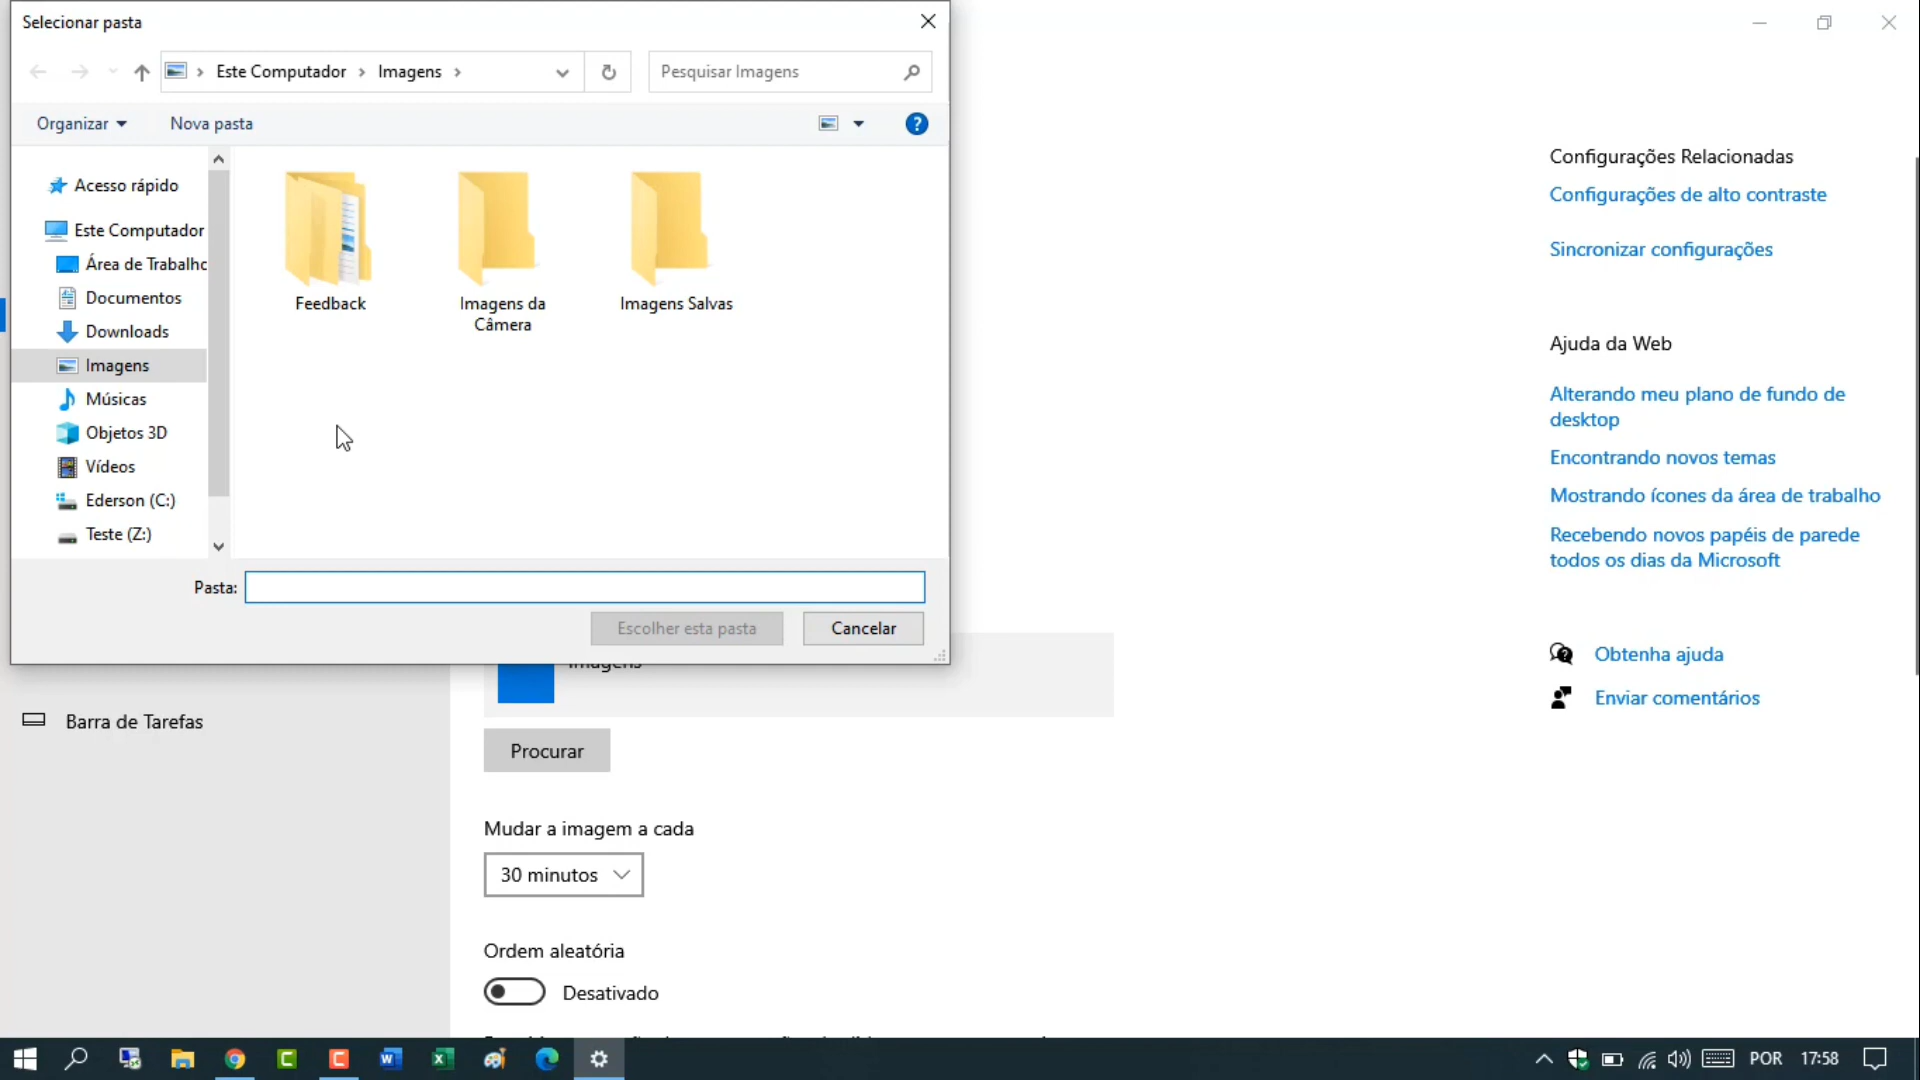 Selecionar pasta
Este Computador
Imagens
Pesquisar Imagens
Organizar
Nova pasta
Acesso rápido
Este Computador
Área de Trabalho
Documentos
Downloads
Imagens
Músicas
Objetos 3D
Vídeos
Ederson (C:)
Teste (Z:)
Feedback
Imagens da
Câmera
Imagens Salvas
Pasta:
Escolher esta pasta
Cancelar
Imagens
Barra de Tarefas
Procurar
Mudar a imagem a cada
30 minutos
Ordem aleatória
Desativado
Configurações Relacionadas
Configurações de alto contraste
Sincronizar configurações
Ajuda da Web
Alterando meu plano de fundo de
desktop
Encontrando novos temas
Mostrando ícones da área de trabalho
Recebendo novos papéis de parede
todos os dias da Microsoft
Obtenha ajuda
Enviar comentários
POR
17:58